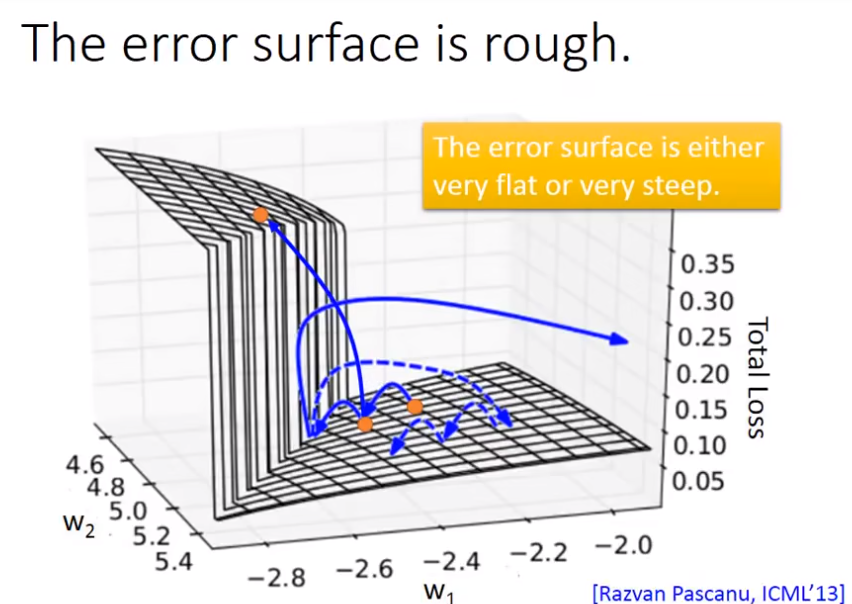 The error surface is rough.
The error surface is either
very flat or very steep.
0.35
0.30
0.25
0.20
0.15
0.10
0.05
Total Loss
4.6
4.8
5.0
5.2
5.4
w2
−2.8
−2.6
−2.4
−2.2
−2.0
w1
[Razvan Pascanu, ICML’13]